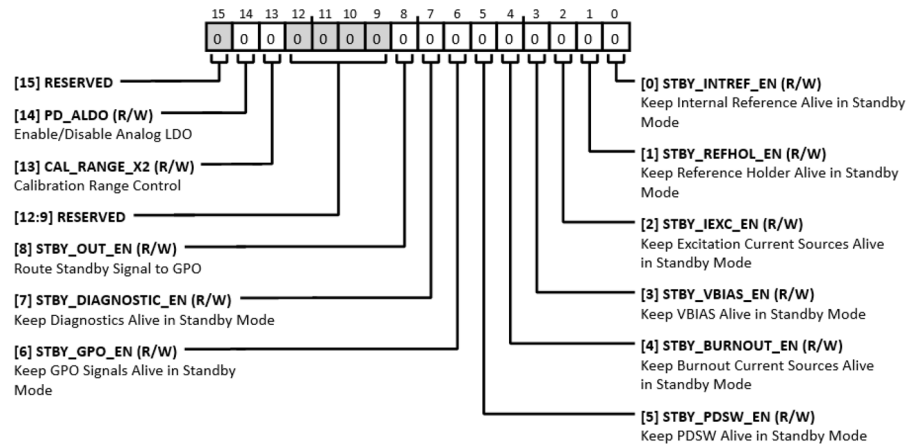 15 14 13 12 11 10 9 8 7 6 5 4 3 2 1 0
0 0 0 0 0 0 0 0 0 0 0 0 0 0 0 0
[15] RESERVED
[14] PD_ALDO (R/W)
Enable/Disable Analog LDO
[13] CAL_RANGE_X2 (R/W)
Calibration Range Control
[12:9] RESERVED
[8] STBY_OUT_EN (R/W)
Route Standby Signal to GPO
[7] STBY_DIAGNOSTIC_EN (R/W)
Keep Diagnostics Alive in Standby Mode
[6] STBY_GPO_EN (R/W)
Keep GPO Signals Alive in Standby
Mode
[0] STBY_INTREF_EN (R/W)
Keep Internal Reference Alive in Standby
Mode
[1] STBY_REFHOL_EN (R/W)
Keep Reference Holder Alive in Standby
Mode
[2] STBY_IEXC_EN (R/W)
Keep Excitation Current Sources Alive
in Standby Mode
[3] STBY_VBIAS_EN (R/W)
Keep VBIAS Alive in Standby Mode
[4] STBY_BURNOUT_EN (R/W)
Keep Burnout Current Sources Alive
in Standby Mode
[5] STBY_PDSW_EN (R/W)
Keep PDSW Alive in Standby Mode